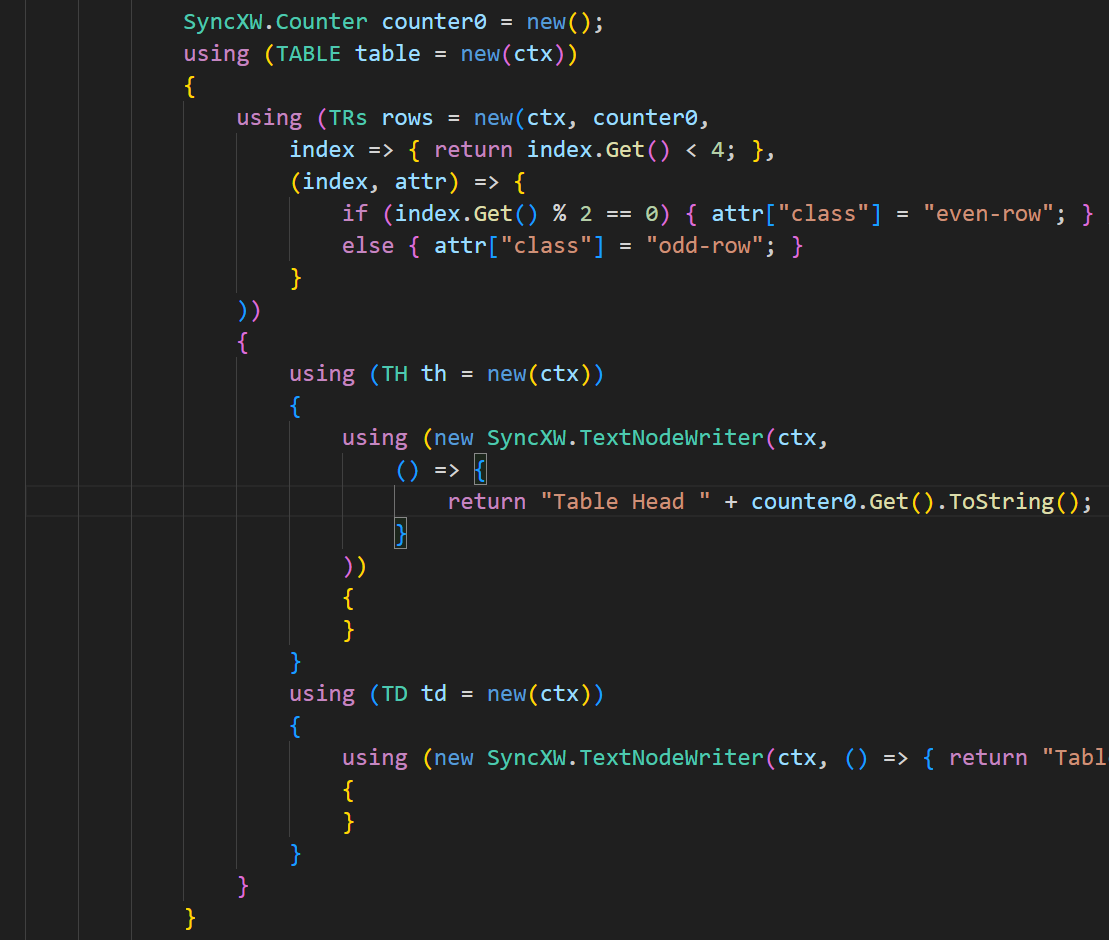 SyncXW.Counter counter0 = new();
using (TABLE table = new(ctx))
{
using (TRs rows = new(ctx, counter0,
index => { return index.Get() < 4; },
(index, attr) => {
if (index.Get() % 2 == 0) { attr["class"] = "even-row"; }
else { attr["class"] = "odd-row"; }
}
))
{
using (TH th = new(ctx))
{
using (new SyncXW.TextNodeWriter(ctx,
() => {
return "Table Head " + counter0.Get().ToString();
}
))
{
}
}
using (TD td = new(ctx))
{
using (new SyncXW.TextNodeWriter(ctx, () => { return "Tabl
{
}
}
}
}